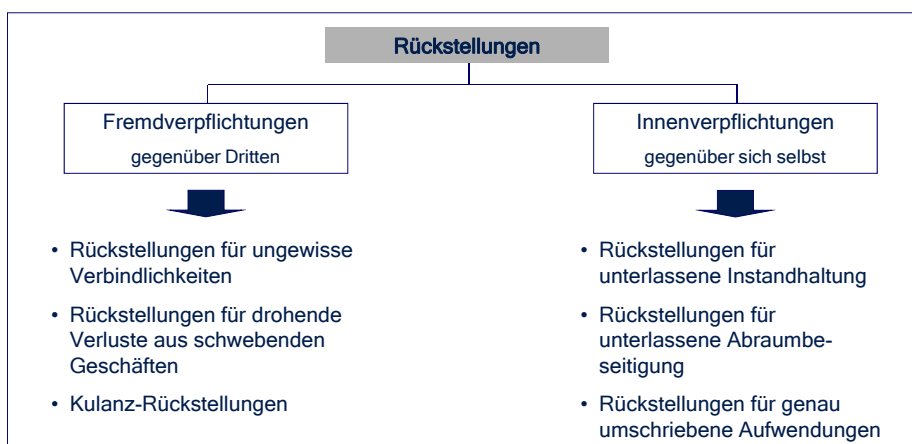 Rückstellungen
Fremdverpflichtungen
gegenüber Dritten
• Rückstellungen für ungewisse
Verbindlichkeiten
• Rückstellungen für drohende
Verluste aus schwebenden
Geschäften
• Kulanz-Rückstellungen
Innenverpflichtungen
gegenüber sich selbst
• Rückstellungen für
unterlassene Instandhaltung
• Rückstellungen für
unterlassene Abraumbe-
seitigung
• Rückstellungen für genau
umschriebene Aufwendungen